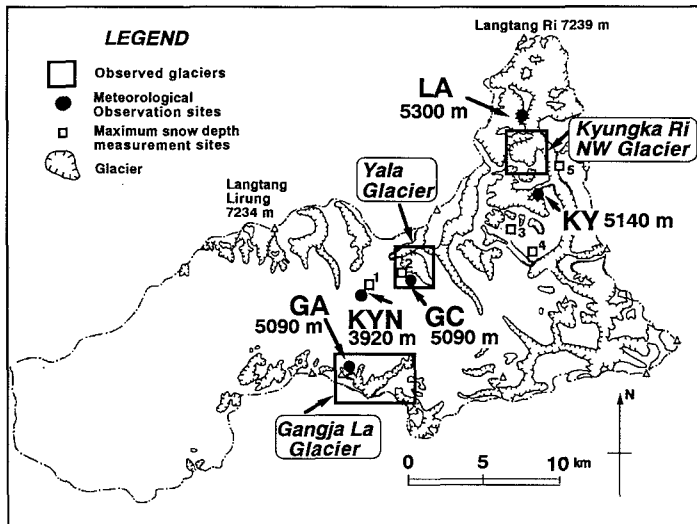 LEGEND
Observed glaciers
Meteorological
Observation sites
Maximum snow depth
measurement sites
Glacier
Langtang Ri 7239 m
LA
5300 m
Kyungka Ri
NW Glacier
Yala
Glacier
Langtang
Lirung
7234 m
5
KY 5140 m
3
4
2
1
GA
5090 m
KYN
3920 m
GC
5090 m
Gangja La
Glacier
N
0 5 10 km